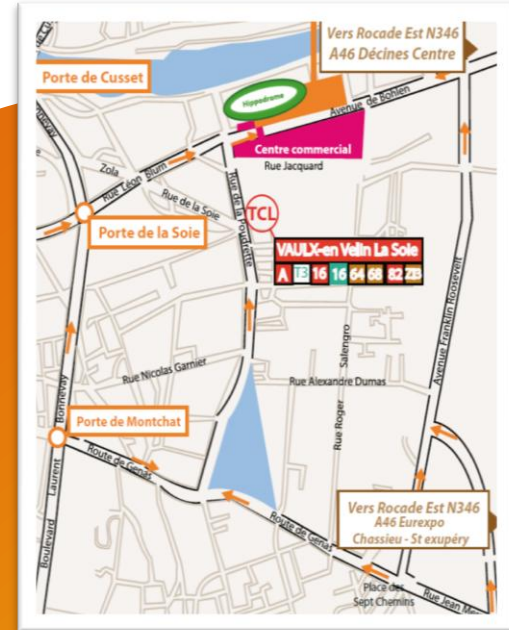 Vers Rocade Est N346
A46 Décines Centre
Porte de Cusset
Hippodrome
Avenue de Bohlen
Centre commercial
Rue Jacquard
Zola
Rue Léon Blum
Rue de la Soie
Rue de la Poudrette
TCL
Porte de la Soie
VAULX-en Velin La Soie
A T3 16 16 64 68 82 ZI3
Avenue Franklin Roosevelt
Salengro
Rue Roger
Rue Nicolas Garnier
Rue Alexandre Dumas
Bonnevay
Laurent
Boulevard
Porte de Montchat
Route de Genas
Route de Genas
Vers Rocade Est N346
A46 Eurexpo
Chassieu - St exupéry
Place des
Sept Chemins
Rue Jean